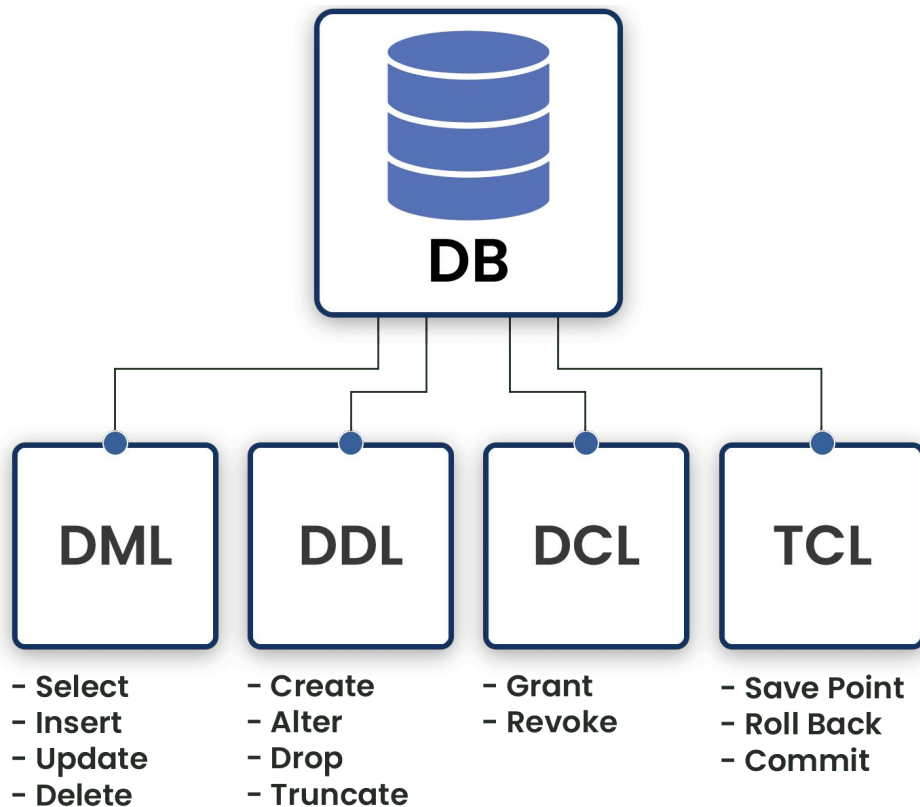 DB
DML
DDL
DCL
TCL
- Select
- Insert
- Update
- Delete
- Create
- Alter
- Drop
- Truncate
- Grant
- Revoke
- Save Point
- Roll Back
- Commit